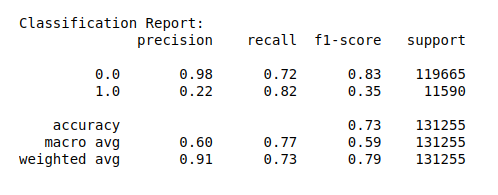 Classification Report:
precision recall f1-score support
0.0 0.98 0.72 0.83 119665
1.0 0.22 0.82 0.35 11590
accuracy 0.73 131255
macro avg 0.60 0.77 0.59 131255
weighted avg 0.91 0.73 0.79 131255